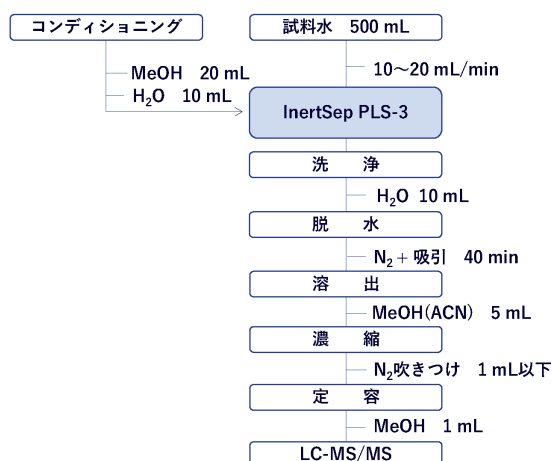 コンディショニング
MeOH 20 mL
H₂O 10 mL
試料水 500 mL
10～20 mL/min
InertSep PLS-3
洗 浄
H₂O 10 mL
脱 水
N₂ + 吸引 40 min
溶 出
MeOH(ACN) 5 mL
濃 縮
N₂吹きつけ 1 mL以下
定 容
MeOH 1 mL
LC-MS/MS